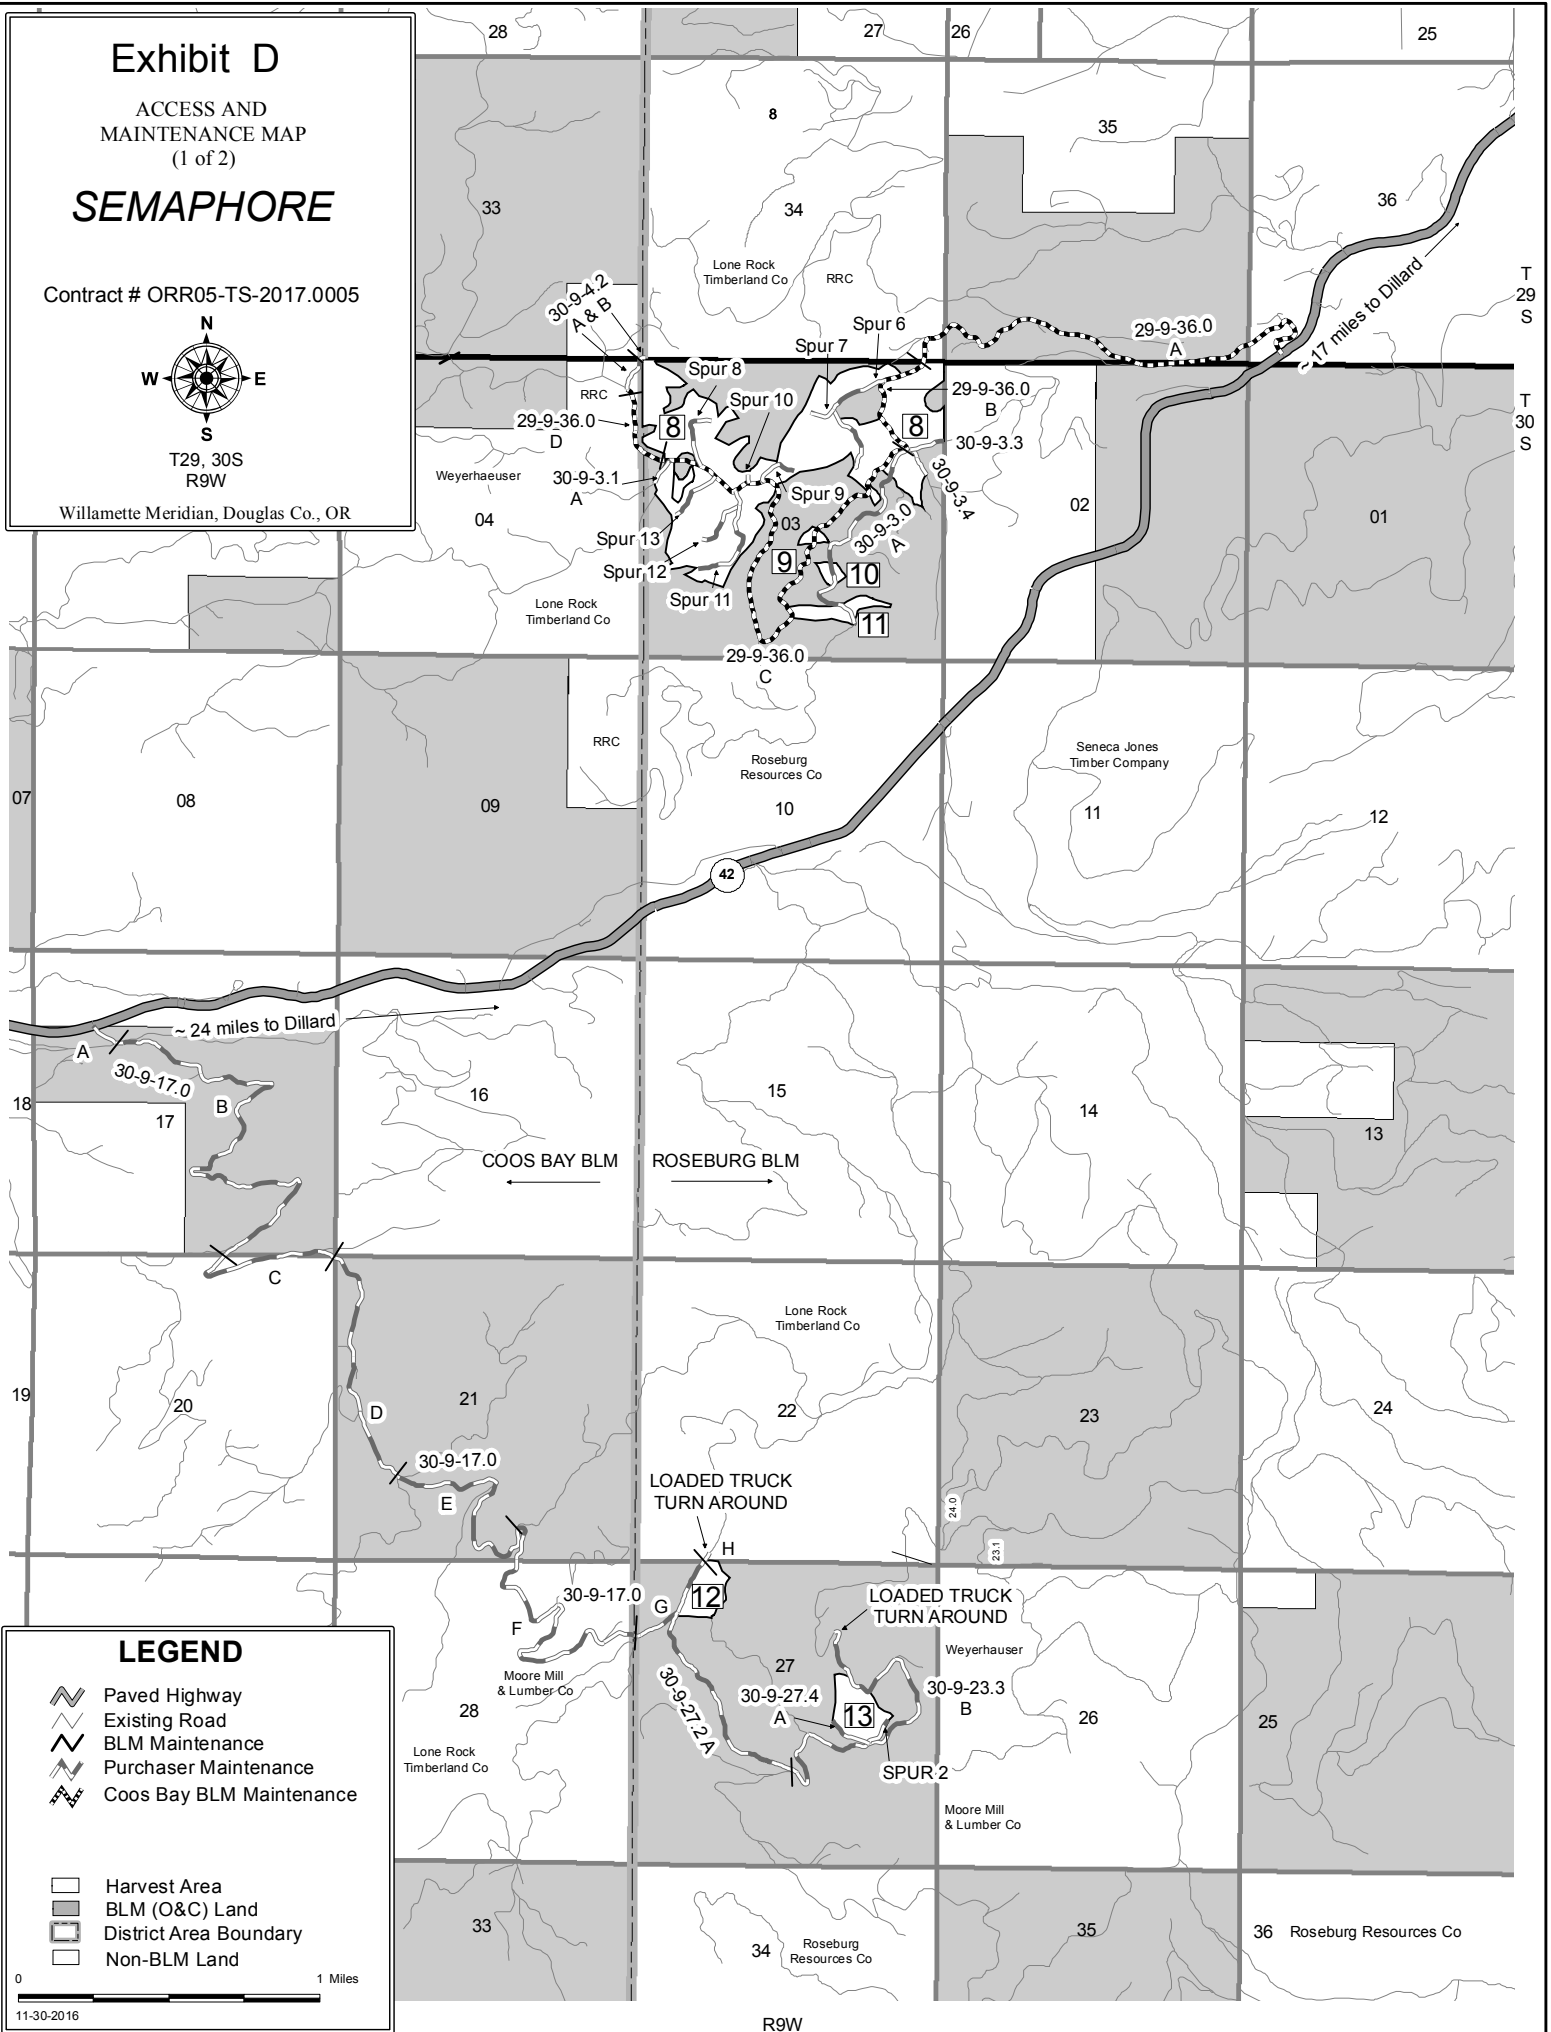 Exhibit D
ACCESS AND
MAINTENANCE MAP
(1 of 2)
SEMAPHORE
Contract # ORR05-TS-2017.0005
N
W
E
S
T29, 30S
R9W
Willamette Meridian, Douglas Co., OR
28
27
26
25
8
35
33
34
36
Lone Rock
Timberland Co
RRC
T
29
S
30-9-4.2
A & B
Spur 6
Spur 7
29-9-36.0
A
~ 17 miles to Dillard
Spur 8
RRC
Spur 10
29-9-36.0
B
T
30
S
29-9-36.0
D
8
8
30-9-3.3
Weyerhaeuser
30-9-3.1
A
Spur 9
30-9-3.4
04
03
02
01
Spur 13
30-9-3.0
A
Spur 12
9
10
Spur 11
Lone Rock
Timberland Co
11
29-9-36.0
C
RRC
Roseburg
Resources Co
Seneca Jones
Timber Company
07
08
09
10
11
12
42
~ 24 miles to Dillard
A
30-9-17.0
B
18
17
16
15
14
13
COOS BAY BLM
ROSEBURG BLM
C
Lone Rock
Timberland Co
19
20
D
21
22
23
24
30-9-17.0
E
LOADED TRUCK
TURN AROUND
24.0
23.1
H
30-9-17.0
12
G
F
LOADED TRUCK
TURN AROUND
Weyerhauser
Moore Mill
& Lumber Co
27
30-9-27.2 A
30-9-27.4
A
13
30-9-23.3
B
28
26
25
Lone Rock
Timberland Co
SPUR 2
Moore Mill
& Lumber Co
33
34
Roseburg
Resources Co
35
36
Roseburg Resources Co
LEGEND
Paved Highway
Existing Road
BLM Maintenance
Purchaser Maintenance
Coos Bay BLM Maintenance
Harvest Area
BLM (O&C) Land
District Area Boundary
Non-BLM Land
0
1 Miles
11-30-2016
R9W